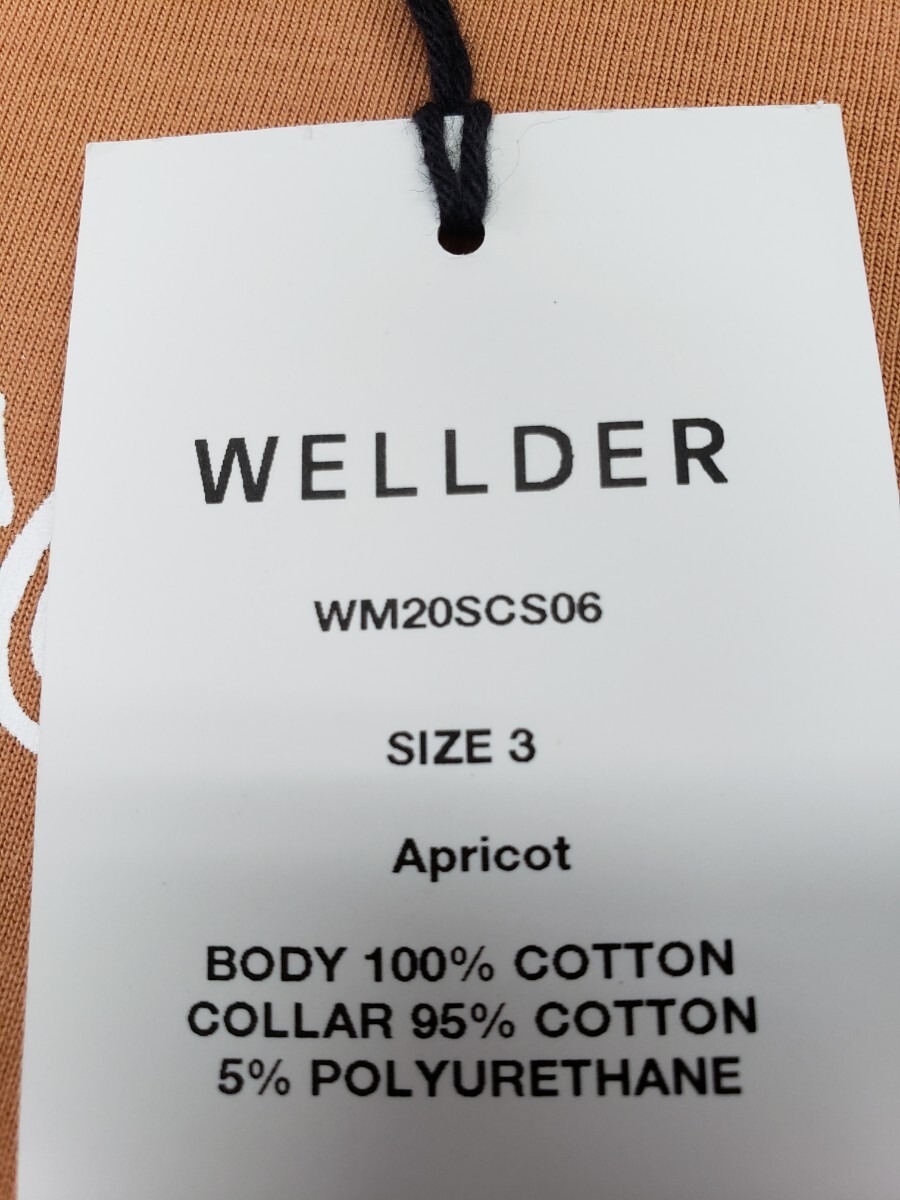 WELLDER
WM20SCS06
SIZE 3
Apricot
BODY 100% COTTON
COLLAR 95% COTTON
5% POLYURETHANE